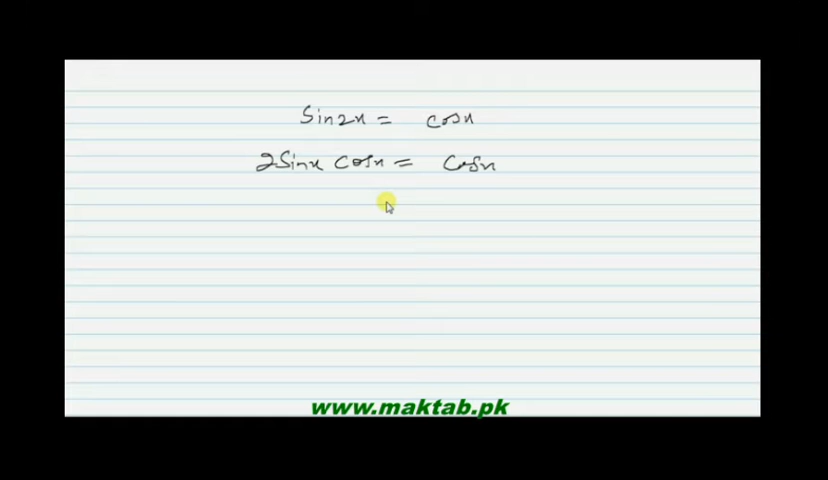 Sin2x = cosx
2Sinx cosx = cosx
www.maktab.pk